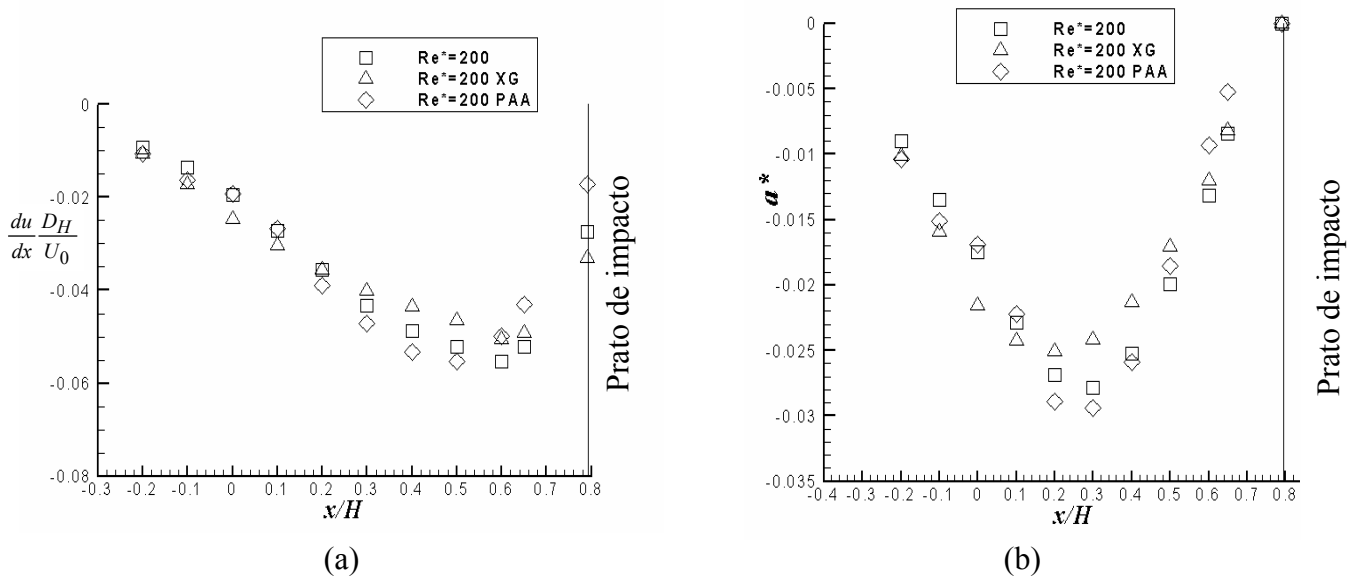 Re*=200
Re*=200 XG
Re*=200 PAA
0
-0.02
-0.04
-0.06
-0.08
du/dx D_H/U_0
-0.3 -0.2 -0.1 0 0.1 0.2 0.3 0.4 0.5 0.6 0.7 0.8
x/H
Prato de impacto
(a)
Re*=200
Re*=200 XG
Re*=200 PAA
0
-0.005
-0.01
-0.015
-0.02
-0.025
-0.03
-0.035
a*
-0.4 -0.3 -0.2 -0.1 0 0.1 0.2 0.3 0.4 0.5 0.6 0.7 0.8
x/H
Prato de impacto
(b)